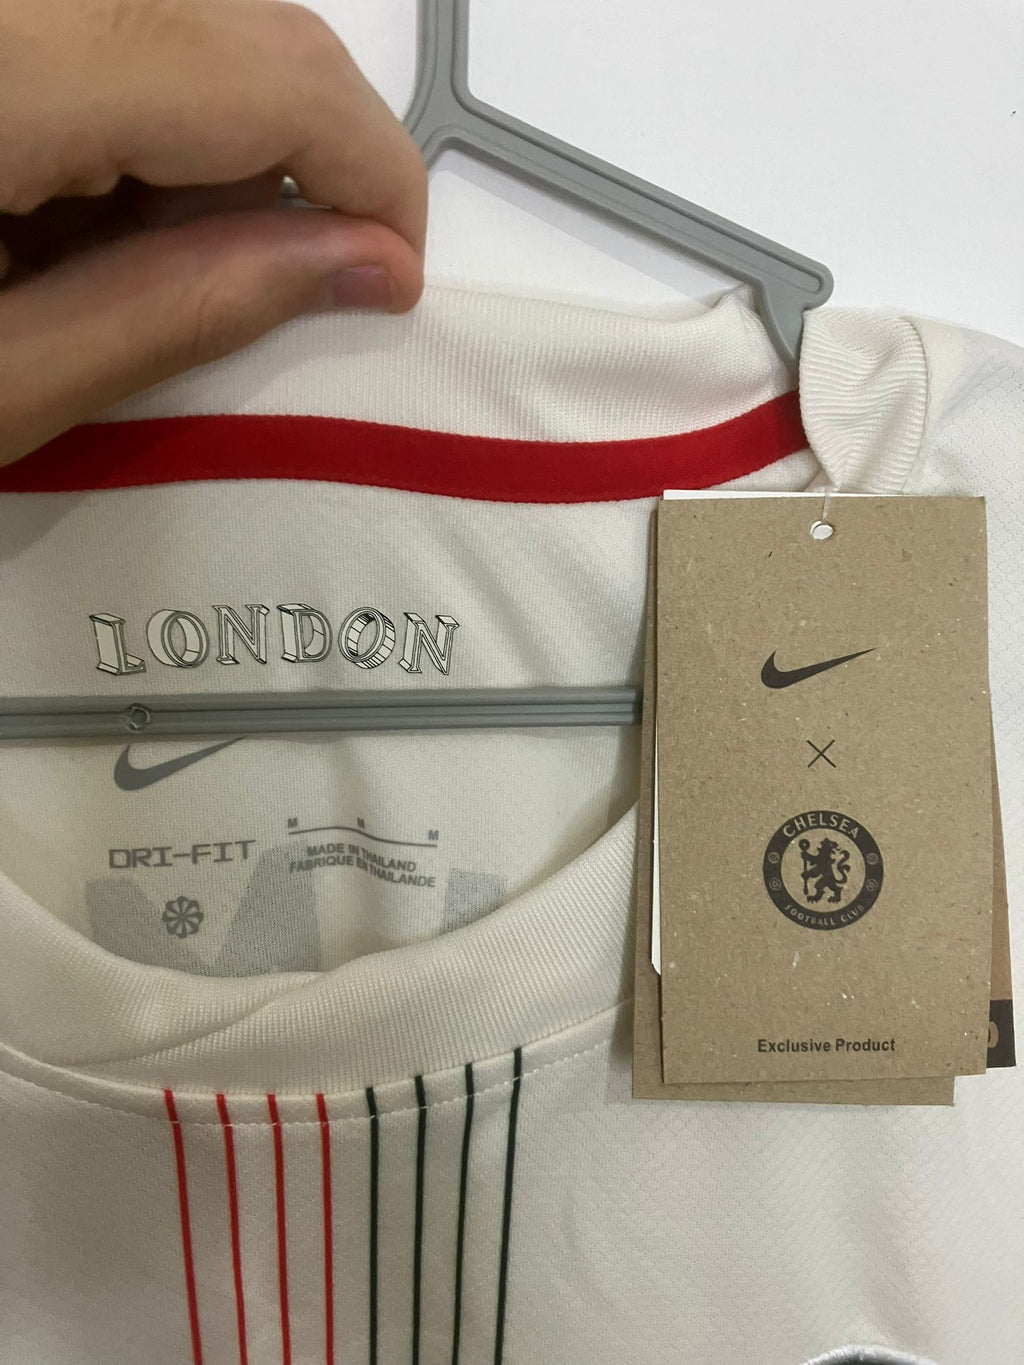 LONDON
DRI-FIT
M M M
MADE IN THAILAND
FABRIQUE EN THAILANDE
CHELSEA
FOOTBALL CLUB
Exclusive Product